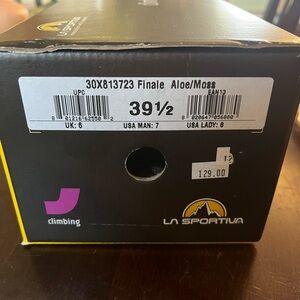 30X813723 Finale Aloe/Moss
UPC
EAN13
39½
UK: 6
USA MAN: 7
USA LADY: 8
129.00
climbing
LA SPORTIVA